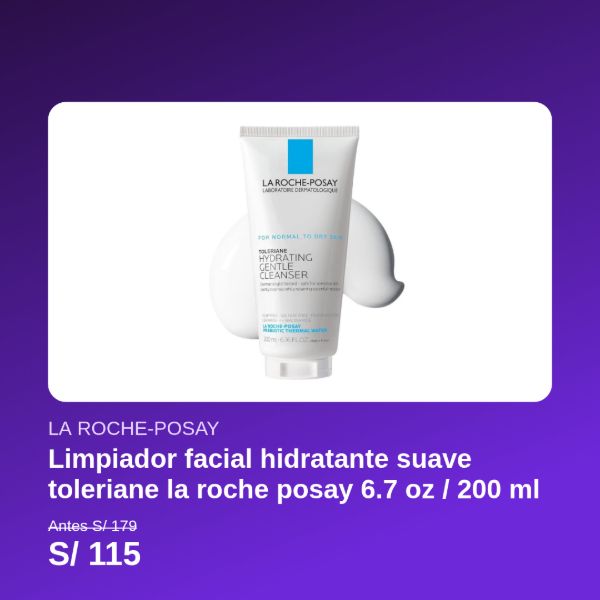 LA ROCHE-POSAY
LABORATOIRE DERMATOLOGIQUE
FOR NORMAL TO DRY SKIN
TOLERIANE
HYDRATING
GENTLE
CLEANSER
LA ROCHE-POSAY
PREBIOTIC THERMAL WATER
LA ROCHE-POSAY
Limpiador facial hidratante suave
toleriane la roche posay 6.7 oz / 200 ml
Antes S/ 179
S/ 115